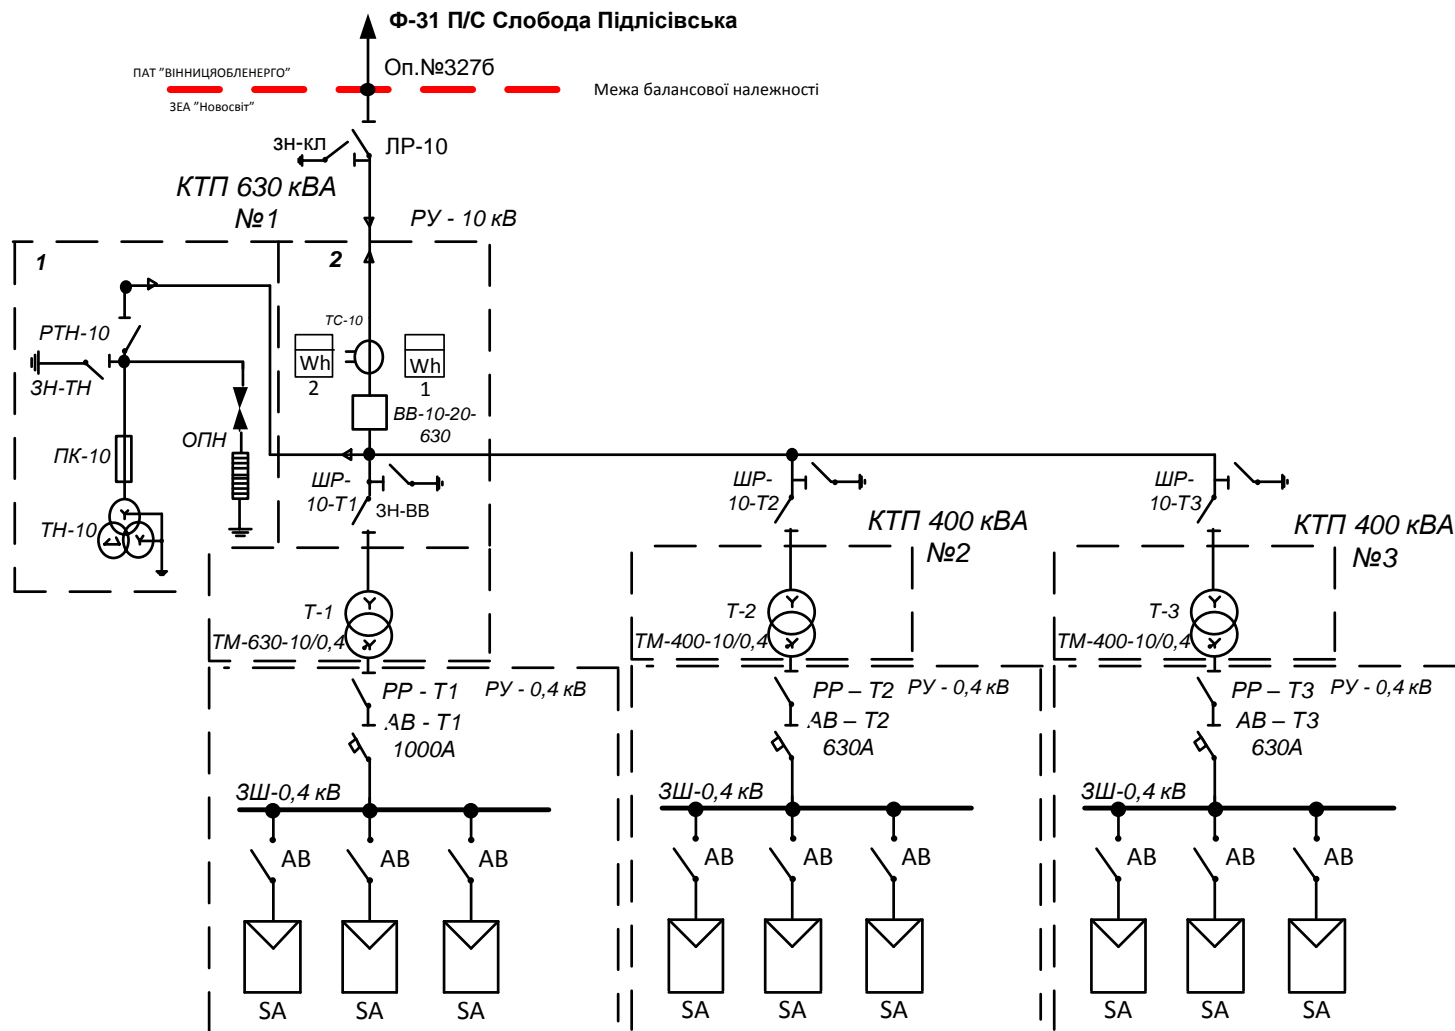 Ф-31 П/С Слобода Підлісівська
ПАТ "ВІННИЦЯОБЛЕНЕРГО"
Оп.№327б
ЗЕА "Новосвіт"
Межа балансової належності
зн-кл
ЛР-10
КТП 630 кВА
№1
РУ - 10 кВ
1
2
ТС-10
РТН-10
Wh
2
Wh
1
ЗН-ТН
ВВ-10-20-
630
ОПН
ПК-10
ШР-
10-Т1
ЗН-ВВ
ШР-
10-Т2
ШР-
10-Т3
ТН-10
КТП 400 кВА
№2
КТП 400 кВА
№3
Т-1
ТМ-630-10/0,4
Т-2
ТМ-400-10/0,4
Т-3
ТМ-400-10/0,4
РР - Т1
РУ - 0,4 кВ
АВ - Т1
1000А
РР – Т2
РУ - 0,4 кВ
АВ – Т2
630А
РР – Т3
РУ - 0,4 кВ
АВ – Т3
630А
ЗШ-0,4 кВ
ЗШ-0,4 кВ
ЗШ-0,4 кВ
АВ
АВ
АВ
АВ
АВ
АВ
АВ
АВ
АВ
SA
SA
SA
SA
SA
SA
SA
SA
SA